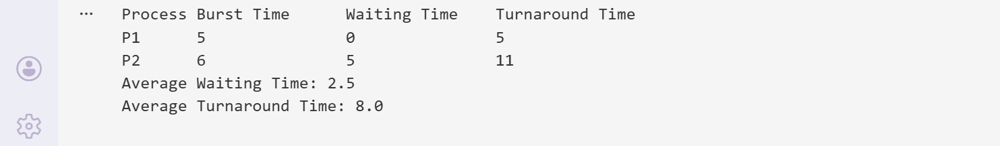 ... Process Burst Time Waiting Time Turnaround Time
P1 5 0 5
P2 6 5 11
Average Waiting Time: 2.5
Average Turnaround Time: 8.0